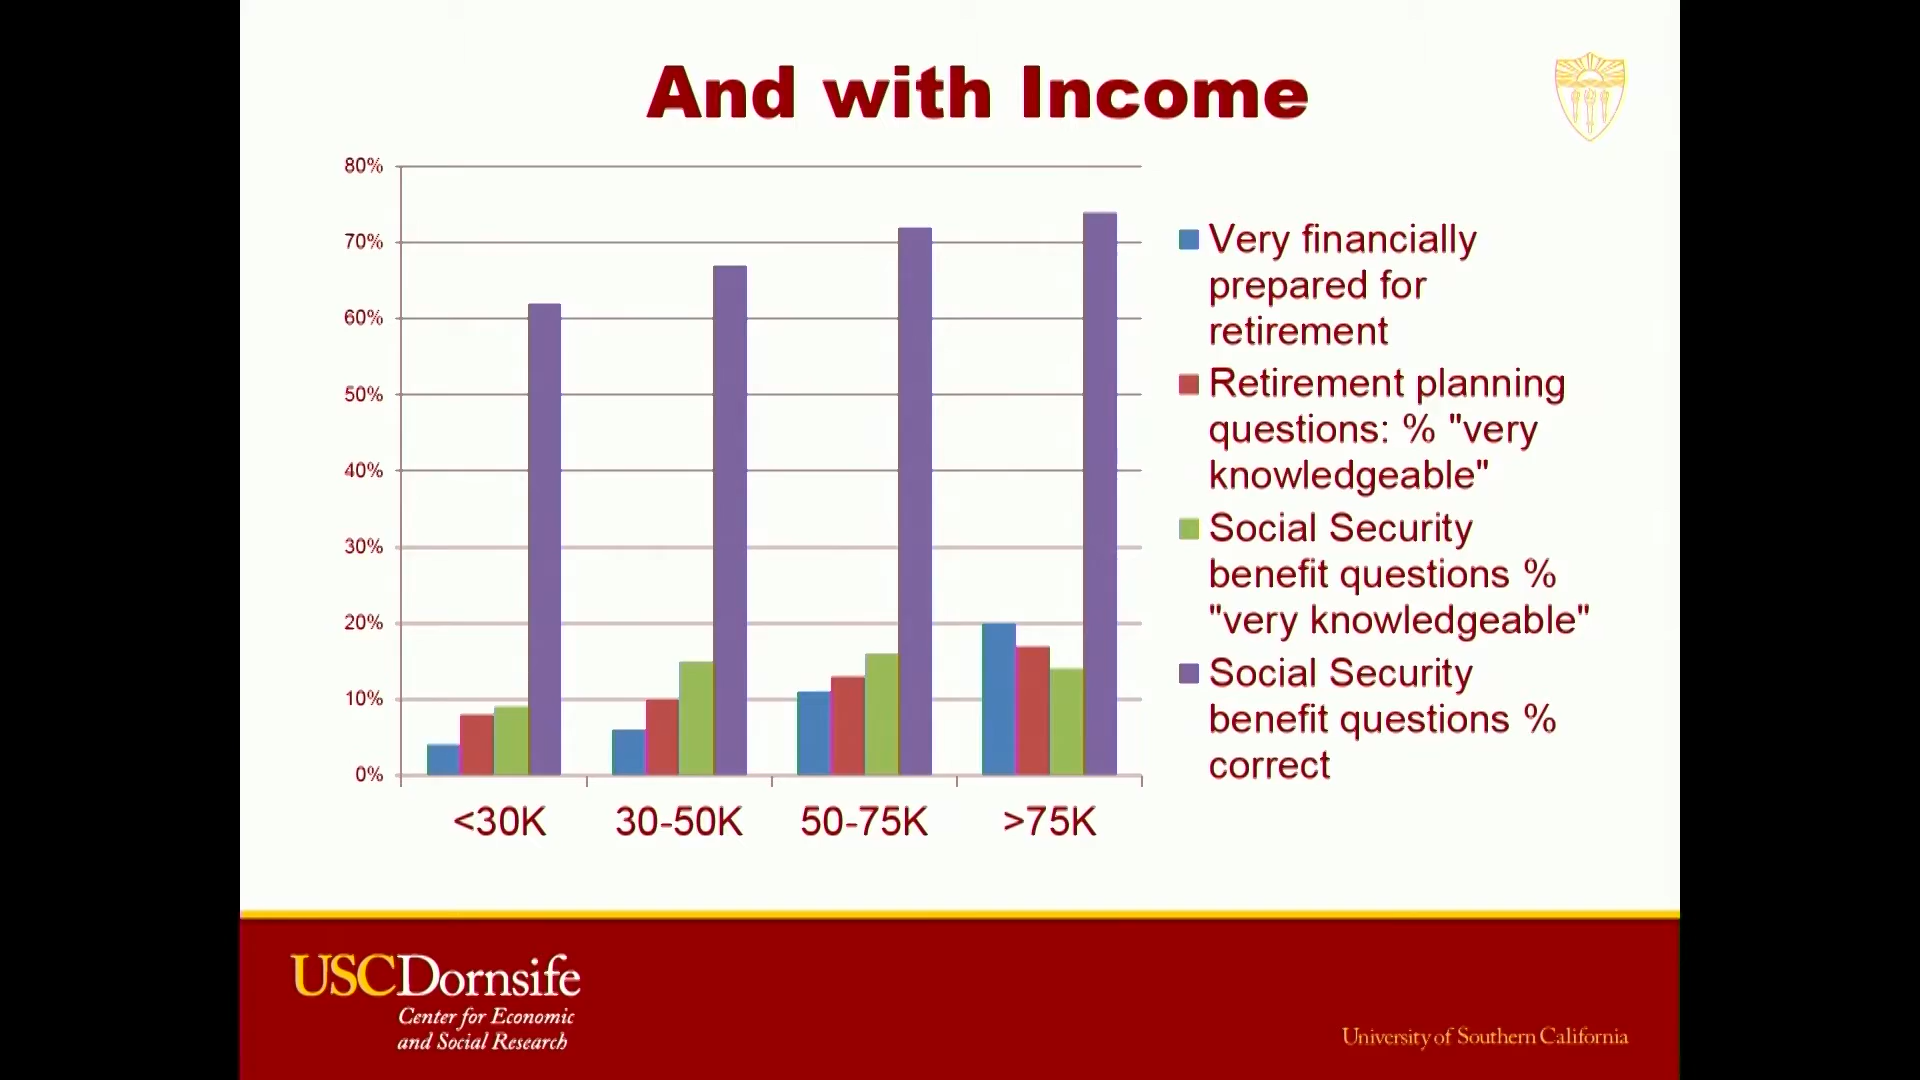 And with Income
80%
70%
60%
50%
40%
30%
20%
10%
0%
<30K
30-50K
50-75K
>75K
Very financially
prepared for
retirement
Retirement planning
questions: % "very
knowledgeable"
Social Security
benefit questions %
"very knowledgeable"
Social Security
benefit questions %
correct
USCDornsife
Center for Economic
and Social Research
University of Southern California